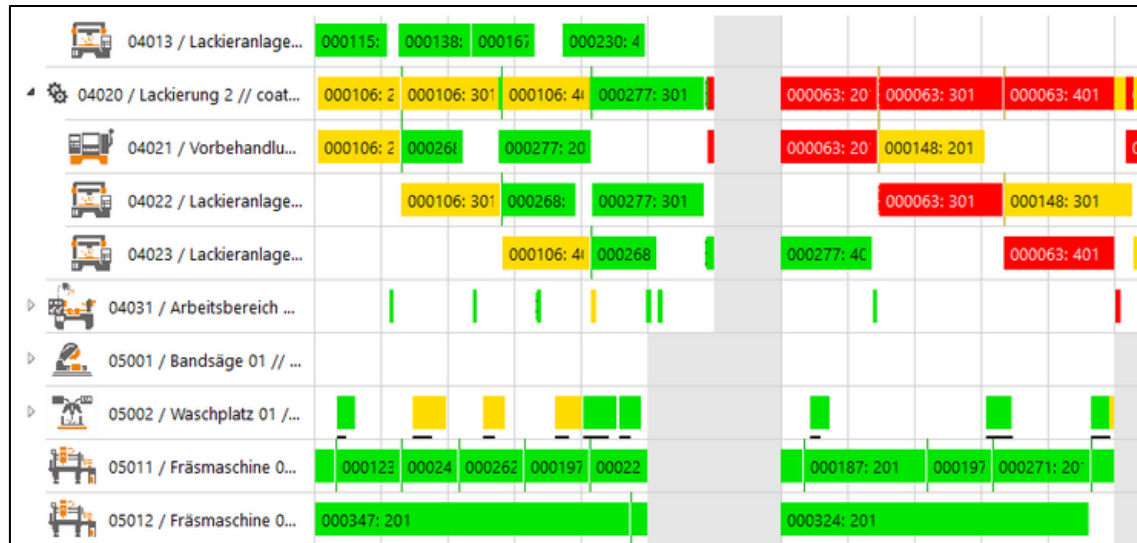 04013 / Lackieranlage... 000115: 000138: 000167 000230: 4
04020 / Lackierung 2 // coat... 000106: 2 000106: 301 000106: 40 000277: 301 000063: 20 000063: 301 000063: 401
04021 / Vorbehandlu... 000106: 2 000268 000277: 20 000063: 20 000148: 201
04022 / Lackieranlage... 000106: 301 000268: 000277: 301 000063: 301 000148: 301
04023 / Lackieranlage... 000106: 40 000268 000277: 40 000063: 401
04031 / Arbeitsbereich ...
05001 / Bandsäge 01 // ...
05002 / Waschplatz 01 /...
05011 / Fräsmaschine 0... 000123 00024 000262 000197 00022 000187: 201 000197 000271: 20
05012 / Fräsmaschine 0... 000347: 201 000324: 201